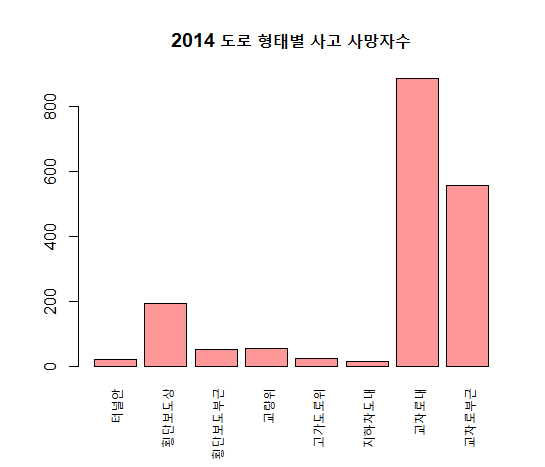 2014 도로 형태별 사고 사망자수
800
600
400
200
0
터널안
횡단보도상
횡단보도부근
교량위
고가도로위
지하차도내
교차로내
교차로부근